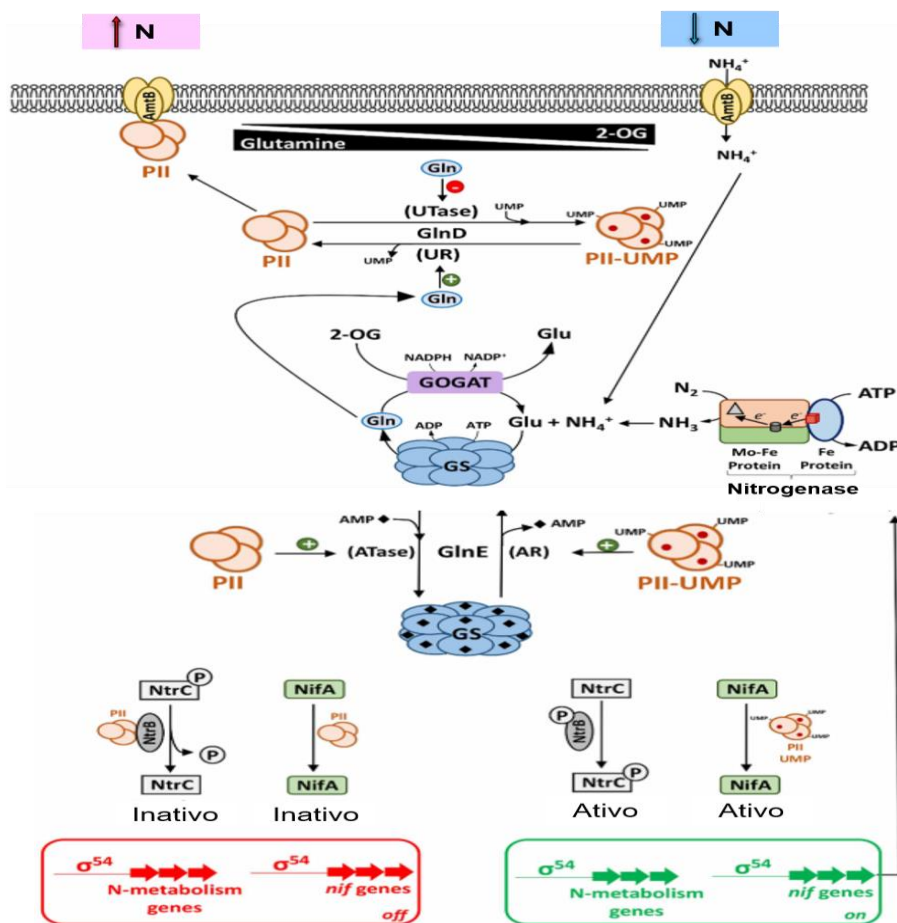 N
N
NH₄⁺
AmtB
AmtB
2-OG
Glutamine
NH₄⁺
PII
Gln
(UTase)
UMP
UMP
UMP
GlnD
UMP
PII
UMP
(UR)
PII-UMP
Gln
2-OG
Glu
NADPH
NADP⁺
GOGAT
N₂
ATP
e⁻
e⁻
Gln
ADP
ATP
Glu + NH₄⁺
NH₃
GS
ADP
Mo-Fe Fe
Protein Protein
Nitrogenase
AMP
AMP
UMP
UMP
(ATase)
GlnE
(AR)
PII
UMP
PII-UMP
GS
P
NtrC
NifA
NtrC
NifA
PII
NtrB
PII
P
NtrB
UMP
UMP
UMP
PII
UMP
P
NtrC
NifA
NtrC
P
NifA
Inativo
Inativo
Ativo
Ativo
σ⁵⁴
σ⁵⁴
σ⁵⁴
σ⁵⁴
N-metabolism
genes
nif genes
off
N-metabolism
genes
nif genes
on